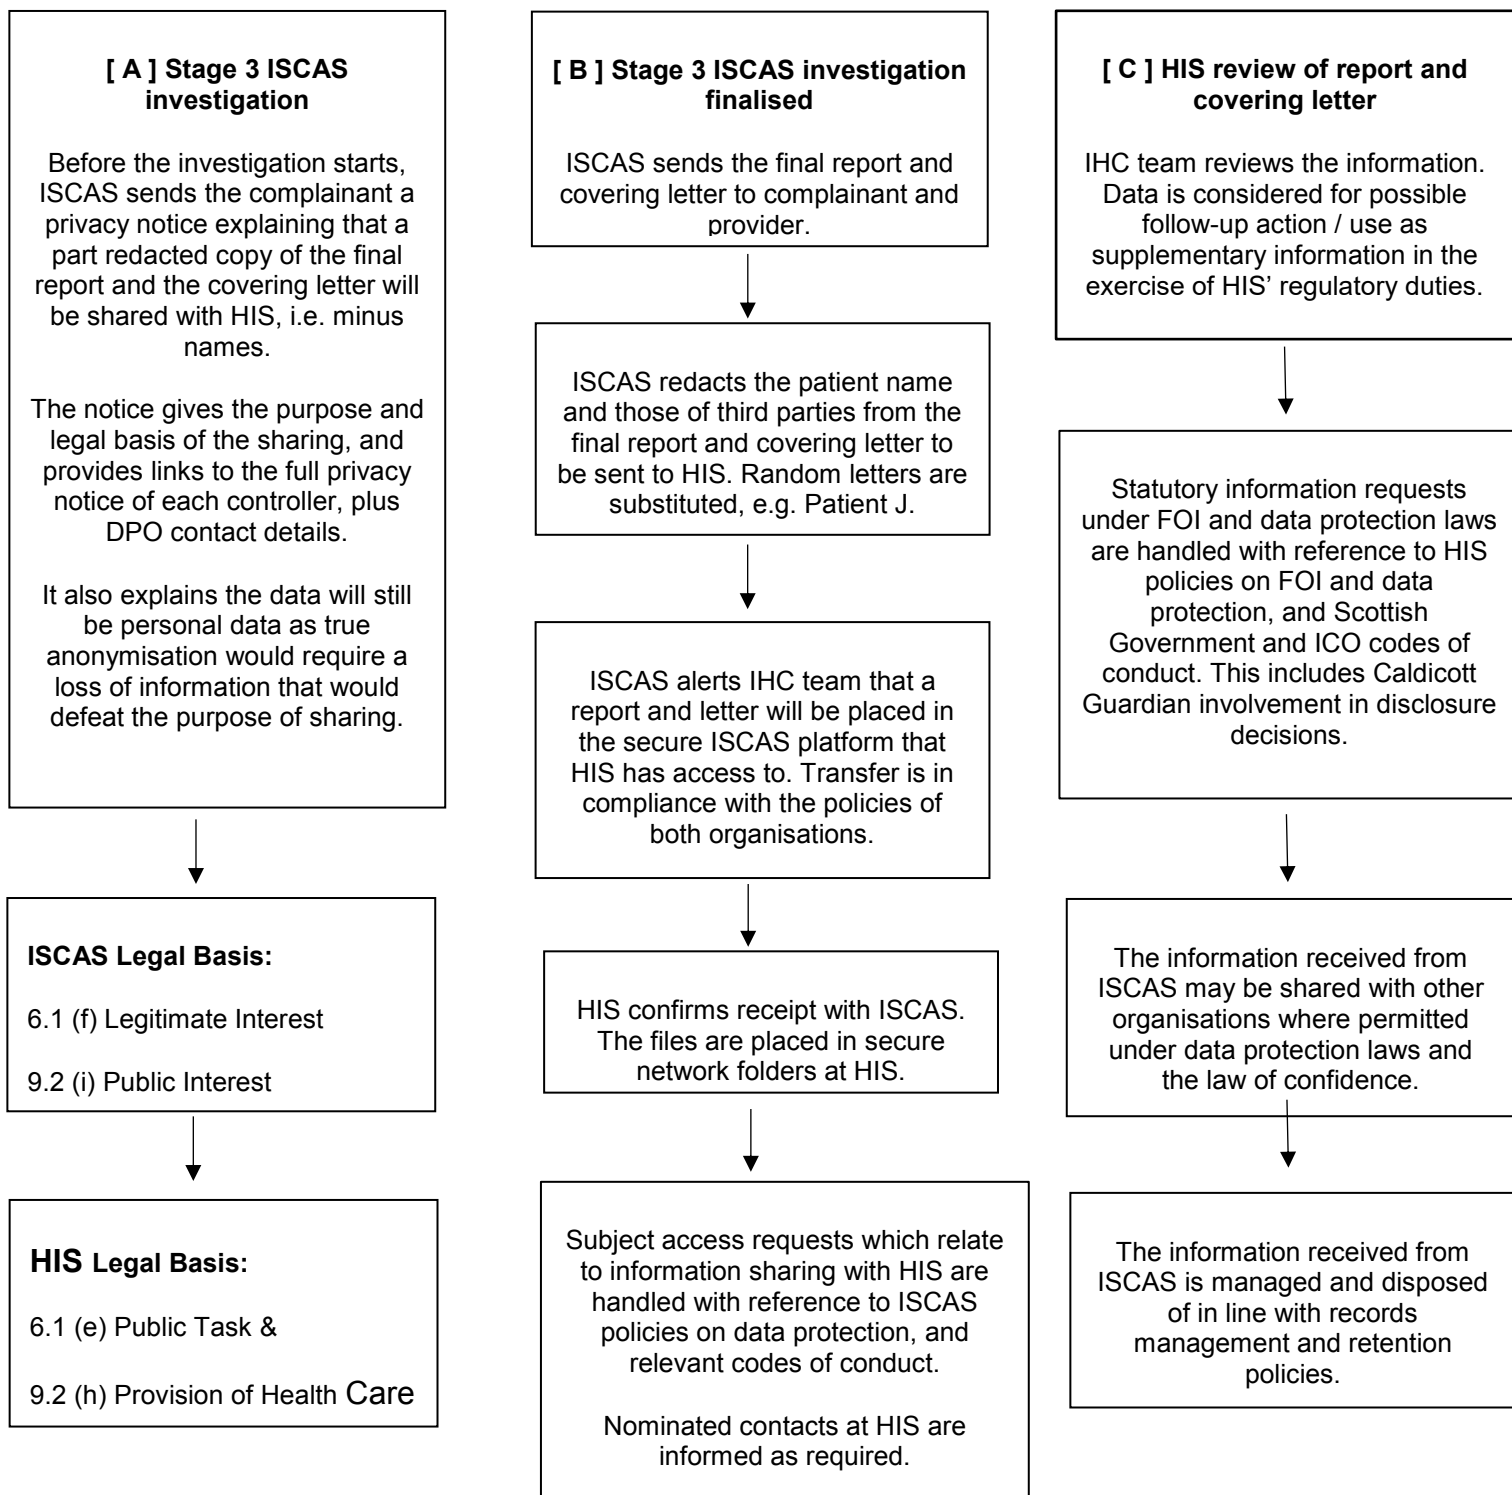 [ A ] Stage 3 ISCAS
investigation
Before the investigation starts,
ISCAS sends the complainant a
privacy notice explaining that a
part redacted copy of the final
report and the covering letter will
be shared with HIS, i.e. minus
names.
The notice gives the purpose and
legal basis of the sharing, and
provides links to the full privacy
notice of each controller, plus
DPO contact details.
It also explains the data will still
be personal data as true
anonymisation would require a
loss of information that would
defeat the purpose of sharing.
ISCAS Legal Basis:
6.1 (f) Legitimate Interest
9.2 (i) Public Interest
HIS Legal Basis:
6.1 (e) Public Task &
9.2 (h) Provision of Health Care
[ B ] Stage 3 ISCAS investigation
finalised
ISCAS sends the final report and
covering letter to complainant and
provider.
ISCAS redacts the patient name
and those of third parties from the
final report and covering letter to
be sent to HIS. Random letters are
substituted, e.g. Patient J.
ISCAS alerts IHC team that a
report and letter will be placed in
the secure ISCAS platform that
HIS has access to. Transfer is in
compliance with the policies of
both organisations.
HIS confirms receipt with ISCAS.
The files are placed in secure
network folders at HIS.
Subject access requests which relate
to information sharing with HIS are
handled with reference to ISCAS
policies on data protection, and
relevant codes of conduct.
Nominated contacts at HIS are
informed as required.
[ C ] HIS review of report and
covering letter
IHC team reviews the information.
Data is considered for possible
follow-up action / use as
supplementary information in the
exercise of HIS’ regulatory duties.
Statutory information requests
under FOI and data protection laws
are handled with reference to HIS
policies on FOI and data
protection, and Scottish
Government and ICO codes of
conduct. This includes Caldicott
Guardian involvement in disclosure
decisions.
The information received from
ISCAS may be shared with other
organisations where permitted
under data protection laws and
the law of confidence.
The information received from
ISCAS is managed and disposed
of in line with records
management and retention
policies.